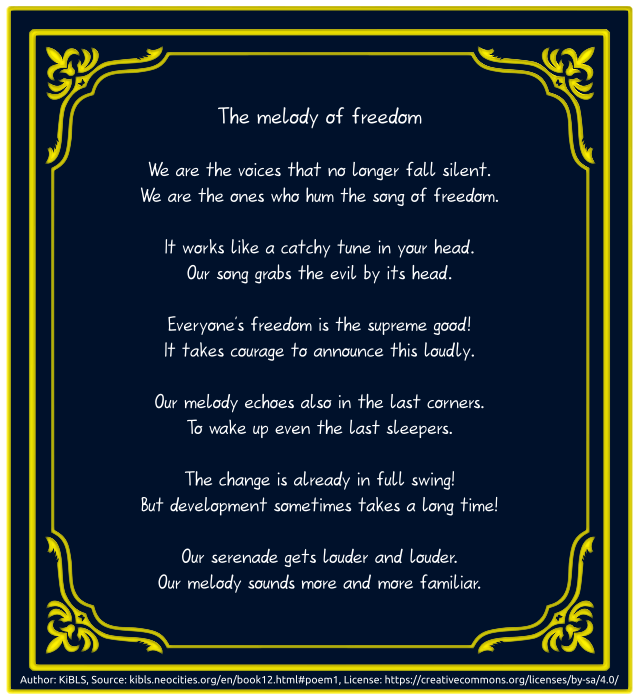 The melody of freedom
We are the voices that no longer fall silent.
We are the ones who hum the song of freedom.
It works like a catchy tune in your head.
Our song grabs the evil by its head.
Everyone's freedom is the supreme good!
It takes courage to announce this loudly.
Our melody echoes also in the last corners.
To wake up even the last sleepers.
The change is already in full swing!
But development sometimes takes a long time!
Our serenade gets louder and louder.
Our melody sounds more and more familiar.
Author: KiBLS, Source: kibls.neocities.org/en/book12.html#poem1, License: https://creativecommons.org/licenses/by-sa/4.0/